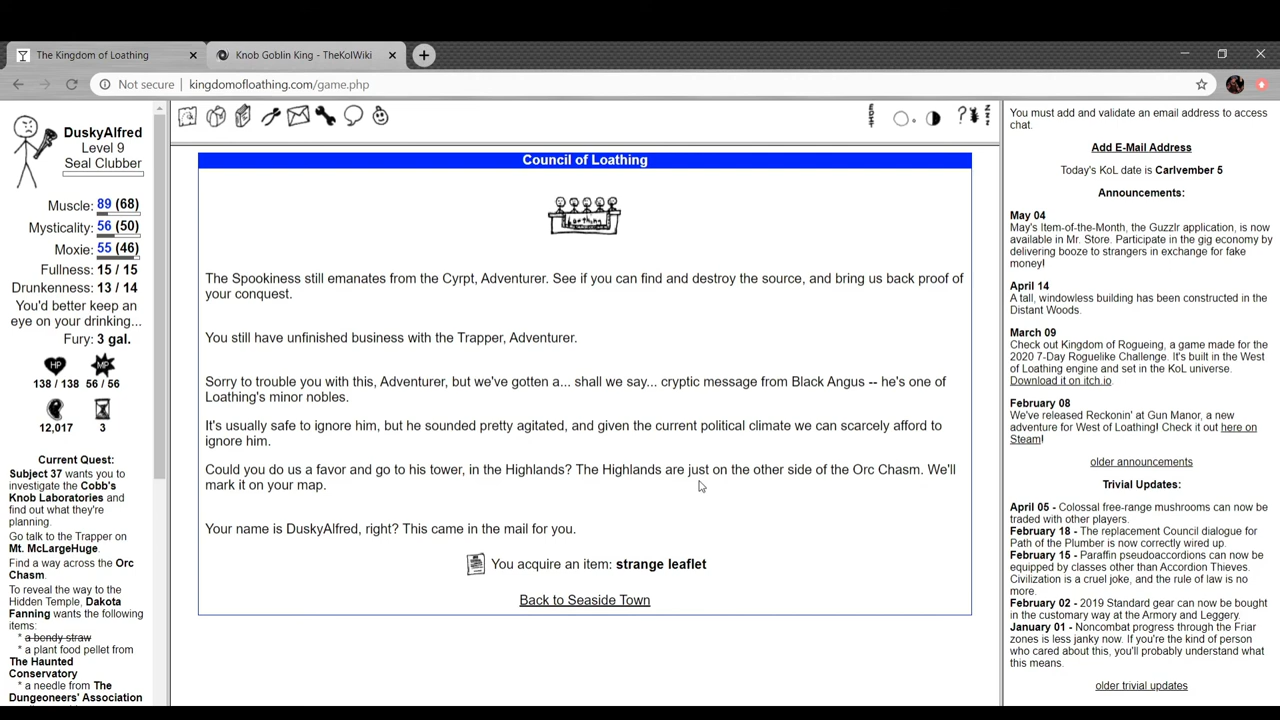 The Kingdom of Loathing
Knob Goblin King - TheKolWiki
Not secure
kingdomofloathing.com/game.php
DuskyAlfred
Level 9
Seal Clubber
Muscle: 89 (68)
Mysticality: 56 (50)
Moxie: 55 (46)
Fullness: 15 / 15
Drunkenness: 13 / 14
You'd better keep an
eye on your drinking...
Fury: 3 gal.
HP
MP
138 / 138
56 / 56
12,017
3
Current Quest:
Subject 37 wants you to
investigate the Cobb's
Knob Laboratories and
find out what they're
planning.
Go talk to the Trapper on
Mt. McLargeHuge.
Find a way across the Orc
Chasm.
To reveal the way to the
Hidden Temple, Dakota
Fanning wants the following
items:
* a bendy straw
* a plant food pellet from
The Haunted
Conservatory
* a needle from The
Dungeoneers' Association
EDIT
Council of Loathing
Loathing
The Spookiness still emanates from the Cyrpt, Adventurer. See if you can find and destroy the source, and bring us back proof of
your conquest.
You still have unfinished business with the Trapper, Adventurer.
Sorry to trouble you with this, Adventurer, but we've gotten a... shall we say... cryptic message from Black Angus -- he's one of
Loathing's minor nobles.
It's usually safe to ignore him, but he sounded pretty agitated, and given the current political climate we can scarcely afford to
ignore him.
Could you do us a favor and go to his tower, in the Highlands? The Highlands are just on the other side of the Orc Chasm. We'll
mark it on your map.
Your name is DuskyAlfred, right? This came in the mail for you.
You acquire an item: strange leaflet
Back to Seaside Town
You must add and validate an email address to access
chat.
Add E-Mail Address
Today's KoL date is Carlvember 5
Announcements:
May 04
May's Item-of-the-Month, the Guzzlr application, is now
available in Mr. Store. Participate in the gig economy by
delivering booze to strangers in exchange for fake
money!
April 14
A tall, windowless building has been constructed in the
Distant Woods.
March 09
Check out Kingdom of Rogueing, a game made for the
2020 7-Day Roguelike Challenge. It's built in the West
of Loathing engine and set in the KoL universe.
Download it on itch.io.
February 08
We've released Reckonin' at Gun Manor, a new
adventure for West of Loathing! Check it out here on
Steam!
older announcements
Trivial Updates:
April 05 - Colossal free-range mushrooms can now be
traded with other players.
February 18 - The replacement Council dialogue for
Path of the Plumber is now correctly wired up.
February 15 - Paraffin pseudoaccordions can now be
equipped by classes other than Accordion Thieves.
Civilization is a cruel joke, and the rule of law is no
more.
February 02 - 2019 Standard gear can now be bought
in the customary way at the Armory and Leggery.
January 01 - Noncombat progress through the Friar
zones is less janky now. If you're the kind of person
who cared about this, you'll probably understand what
this means.
older trivial updates